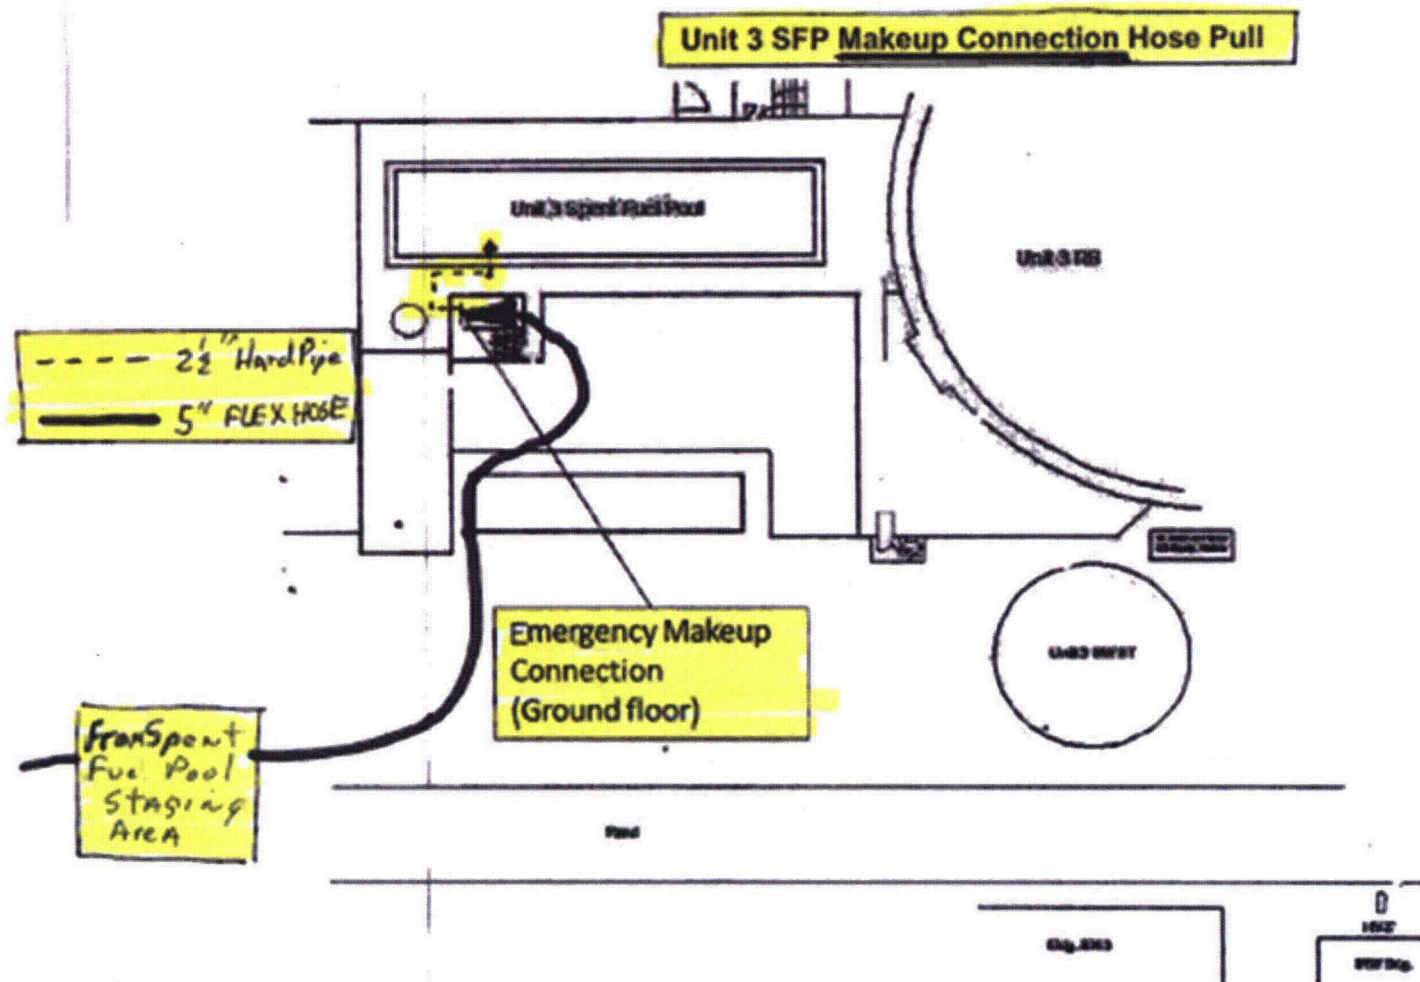 Unit 3 SFP Makeup Connection Hose Pull
Unit 3 Spent Fuel Pool
Unit 3 RB
2½" Hard Pipe
5" FLEX HOSE
Emergency Makeup
Connection
(Ground floor)
from Spent
Fuel Pool
Staging
Area
Road
Bldg.